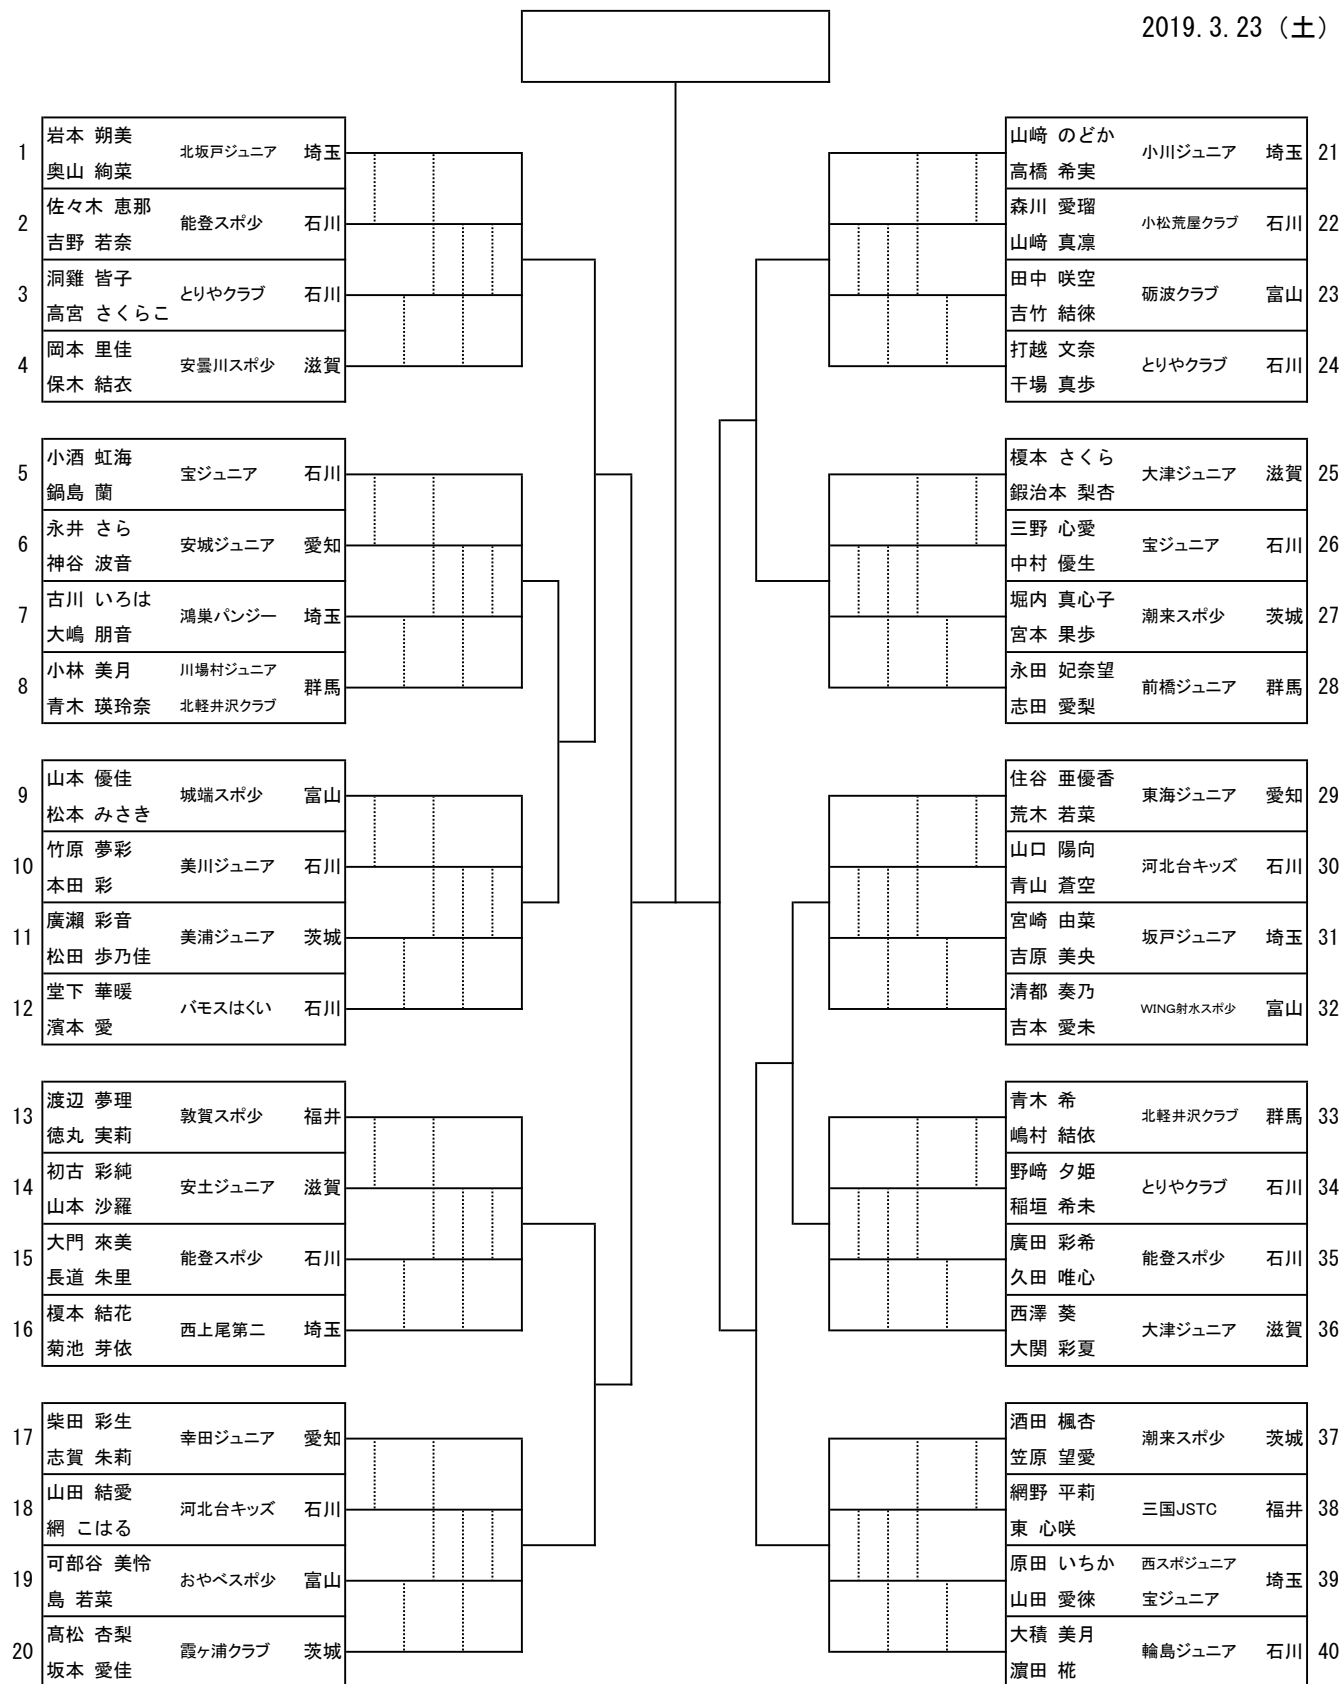 2019.3.23（土）
1 岩本 朔美 北坂戸ジュニア 埼玉
奥山 絢菜
2 佐々木 恵那 能登スポ少 石川
吉野 若奈
3 洞雞 皆子 とりやクラブ 石川
高宮 さくらこ
4 岡本 里佳 安曇川スポ少 滋賀
保木 結衣
5 小酒 虹海 宝ジュニア 石川
鍋島 蘭
6 永井 さら 安城ジュニア 愛知
神谷 波音
7 古川 いろは 鴻巣パンジー 埼玉
大嶋 朋音
8 小林 美月 川場村ジュニア 群馬
青木 瑛玲奈 北軽井沢クラブ
9 山本 優佳 城端スポ少 富山
松本 みさき
10 竹原 夢彩 美川ジュニア 石川
本田 彩
11 廣瀨 彩音 美浦ジュニア 茨城
松田 歩乃佳
12 堂下 華暖 バモスはくい 石川
濱本 愛
13 渡辺 夢理 敦賀スポ少 福井
徳丸 実莉
14 初古 彩純 安土ジュニア 滋賀
山本 沙羅
15 大門 來美 能登スポ少 石川
長道 朱里
16 榎本 結花 西上尾第二 埼玉
菊池 芽依
17 柴田 彩生 幸田ジュニア 愛知
志賀 朱莉
18 山田 結愛 河北台キッズ 石川
網 こはる
19 可部谷 美怜 おやべスポ少 富山
島 若菜
20 髙松 杏梨 霞ヶ浦クラブ 茨城
坂本 愛佳
山﨑 のどか 小川ジュニア 埼玉 21
高橋 希実
森川 愛瑠 小松荒屋クラブ 石川 22
山﨑 真凛
田中 咲空 砺波クラブ 富山 23
吉竹 結徠
打越 文奈 とりやクラブ 石川 24
干場 真歩
榎本 さくら 大津ジュニア 滋賀 25
鍜治本 梨杏
三野 心愛 宝ジュニア 石川 26
中村 優生
堀内 真心子 潮来スポ少 茨城 27
宮本 果歩
永田 妃奈望 前橋ジュニア 群馬 28
志田 愛梨
住谷 亜優香 東海ジュニア 愛知 29
荒木 若菜
山口 陽向 河北台キッズ 石川 30
青山 蒼空
宮崎 由菜 坂戸ジュニア 埼玉 31
吉原 美央
清都 奏乃 WING射水スポ少 富山 32
吉本 愛未
青木 希 北軽井沢クラブ 群馬 33
嶋村 結依
野﨑 夕姫 とりやクラブ 石川 34
稲垣 希未
廣田 彩希 能登スポ少 石川 35
久田 唯心
西澤 葵 大津ジュニア 滋賀 36
大関 彩夏
酒田 楓杏 潮来スポ少 茨城 37
笠原 望愛
網野 平莉 三国JSTC 福井 38
東 心咲
原田 いちか 西スポジュニア 埼玉 39
山田 愛徠 宝ジュニア
大積 美月 輪島ジュニア 石川 40
濵田 椛